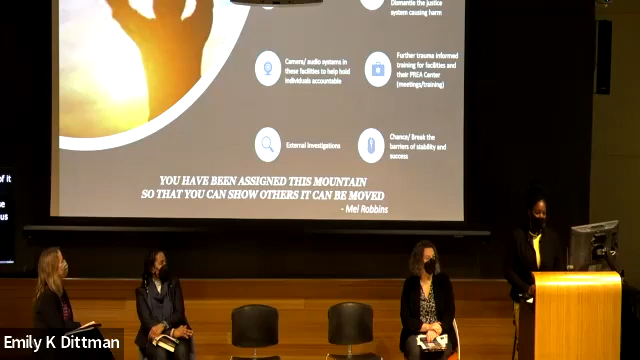 Dismantle the justice
system causing harm
Camera/ audio systems in
these facilities to help hold
individuals accountable
Further trauma informed
training for facilities and
their PREA Center
(meetings/training)
External Investigations
Chance/ Break the
barriers of stability and
success
YOU HAVE BEEN ASSIGNED THIS MOUNTAIN
SO THAT YOU CAN SHOW OTHERS IT CAN BE MOVED
- Mel Robbins
of it
us
Emily K Dittman